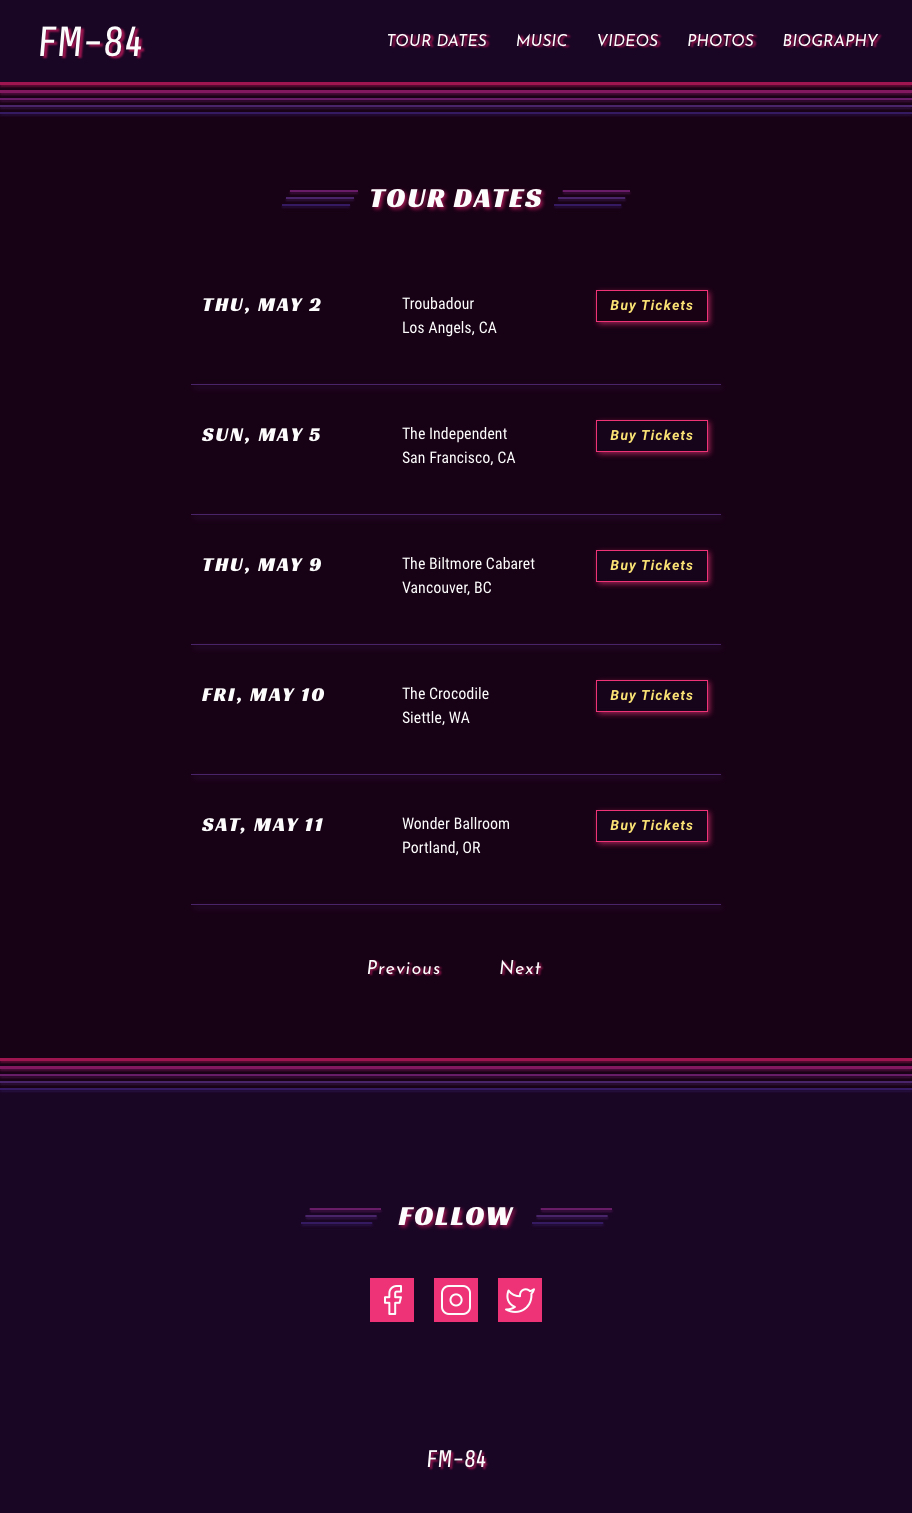 FM-84
TOUR DATES MUSIC VIDEOS PHOTOS BIOGRAPHY
TOUR DATES
THU, MAY 2
Troubadour
Los Angels, CA
Buy Tickets
SUN, MAY 5
The Independent
San Francisco, CA
Buy Tickets
THU, MAY 9
The Biltmore Cabaret
Vancouver, BC
Buy Tickets
FRI, MAY 10
The Crocodile
Siettle, WA
Buy Tickets
SAT, MAY 11
Wonder Ballroom
Portland, OR
Buy Tickets
Previous Next
FOLLOW
FM-84